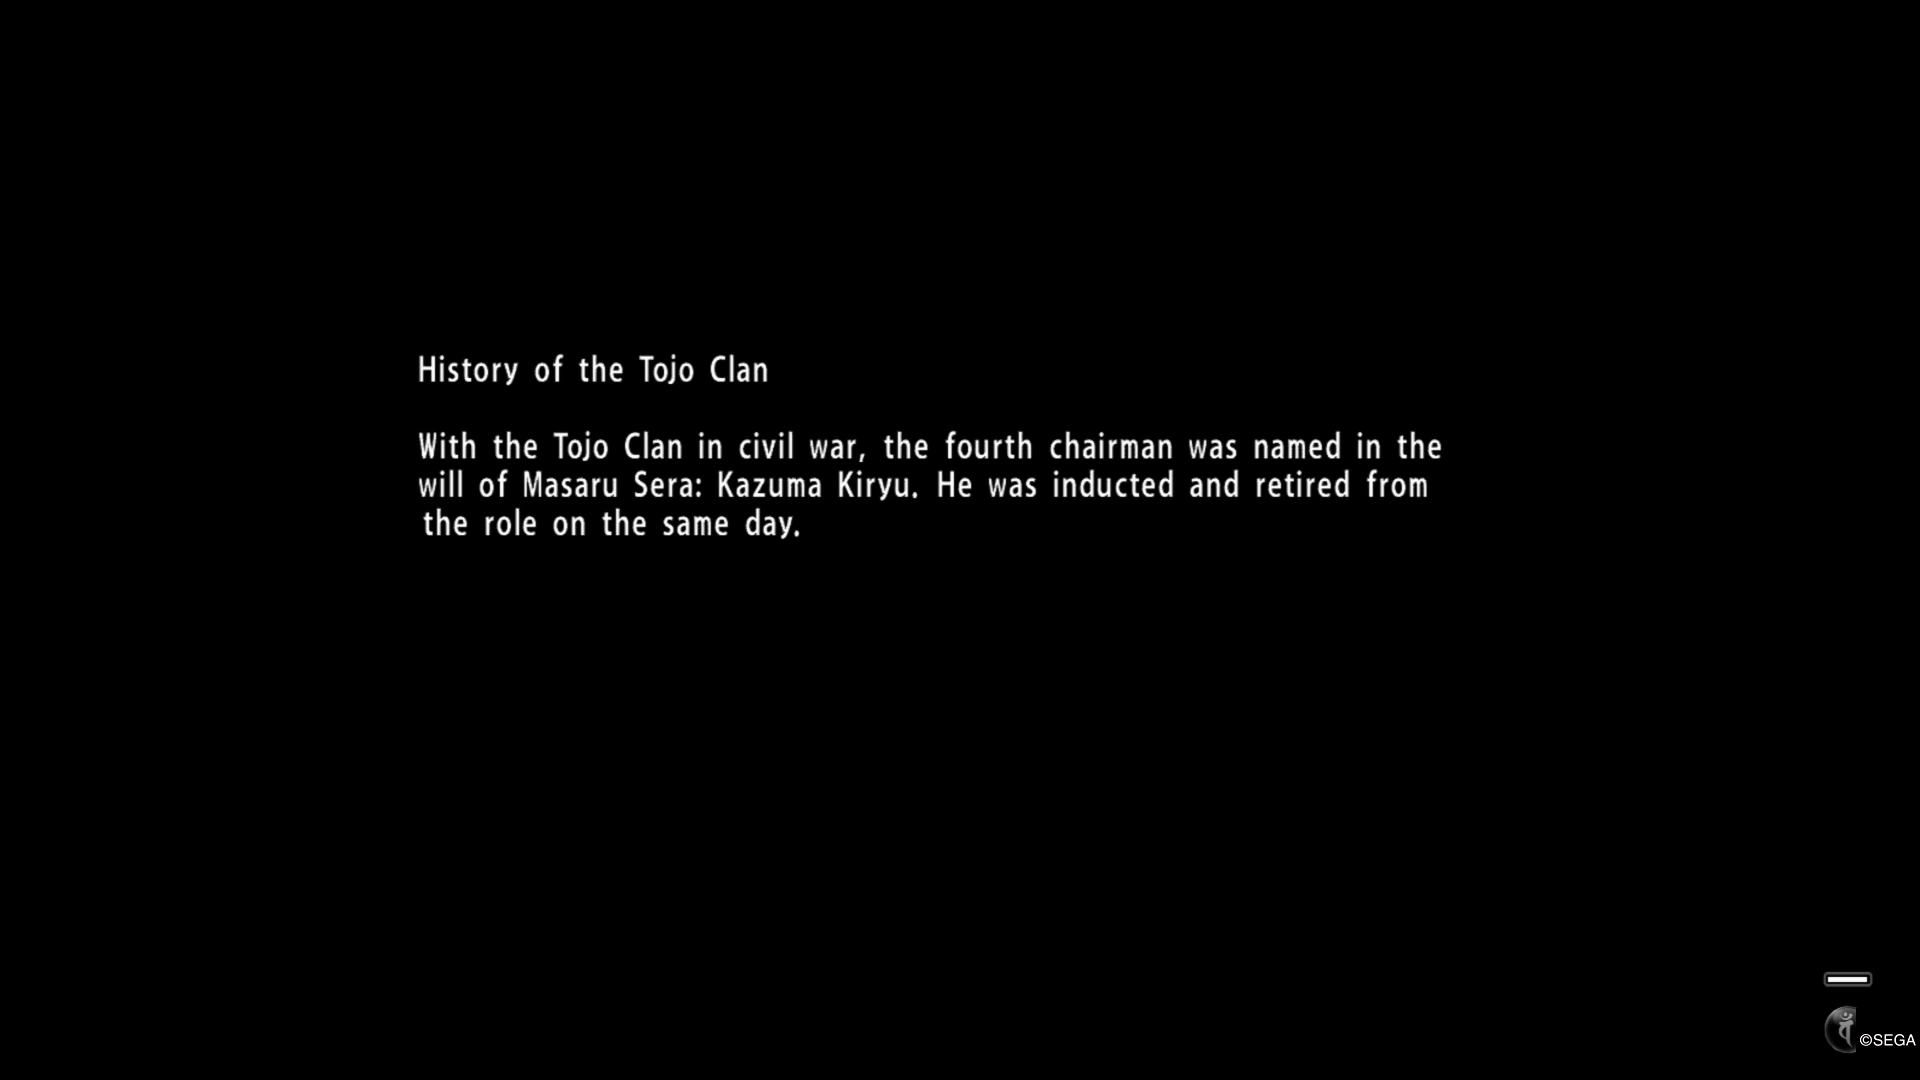 History of the Tojo Clan
With the Tojo Clan in civil war, the fourth chairman was named in the
will of Masaru Sera: Kazuma Kiryu. He was inducted and retired from
the role on the same day.
©SEGA